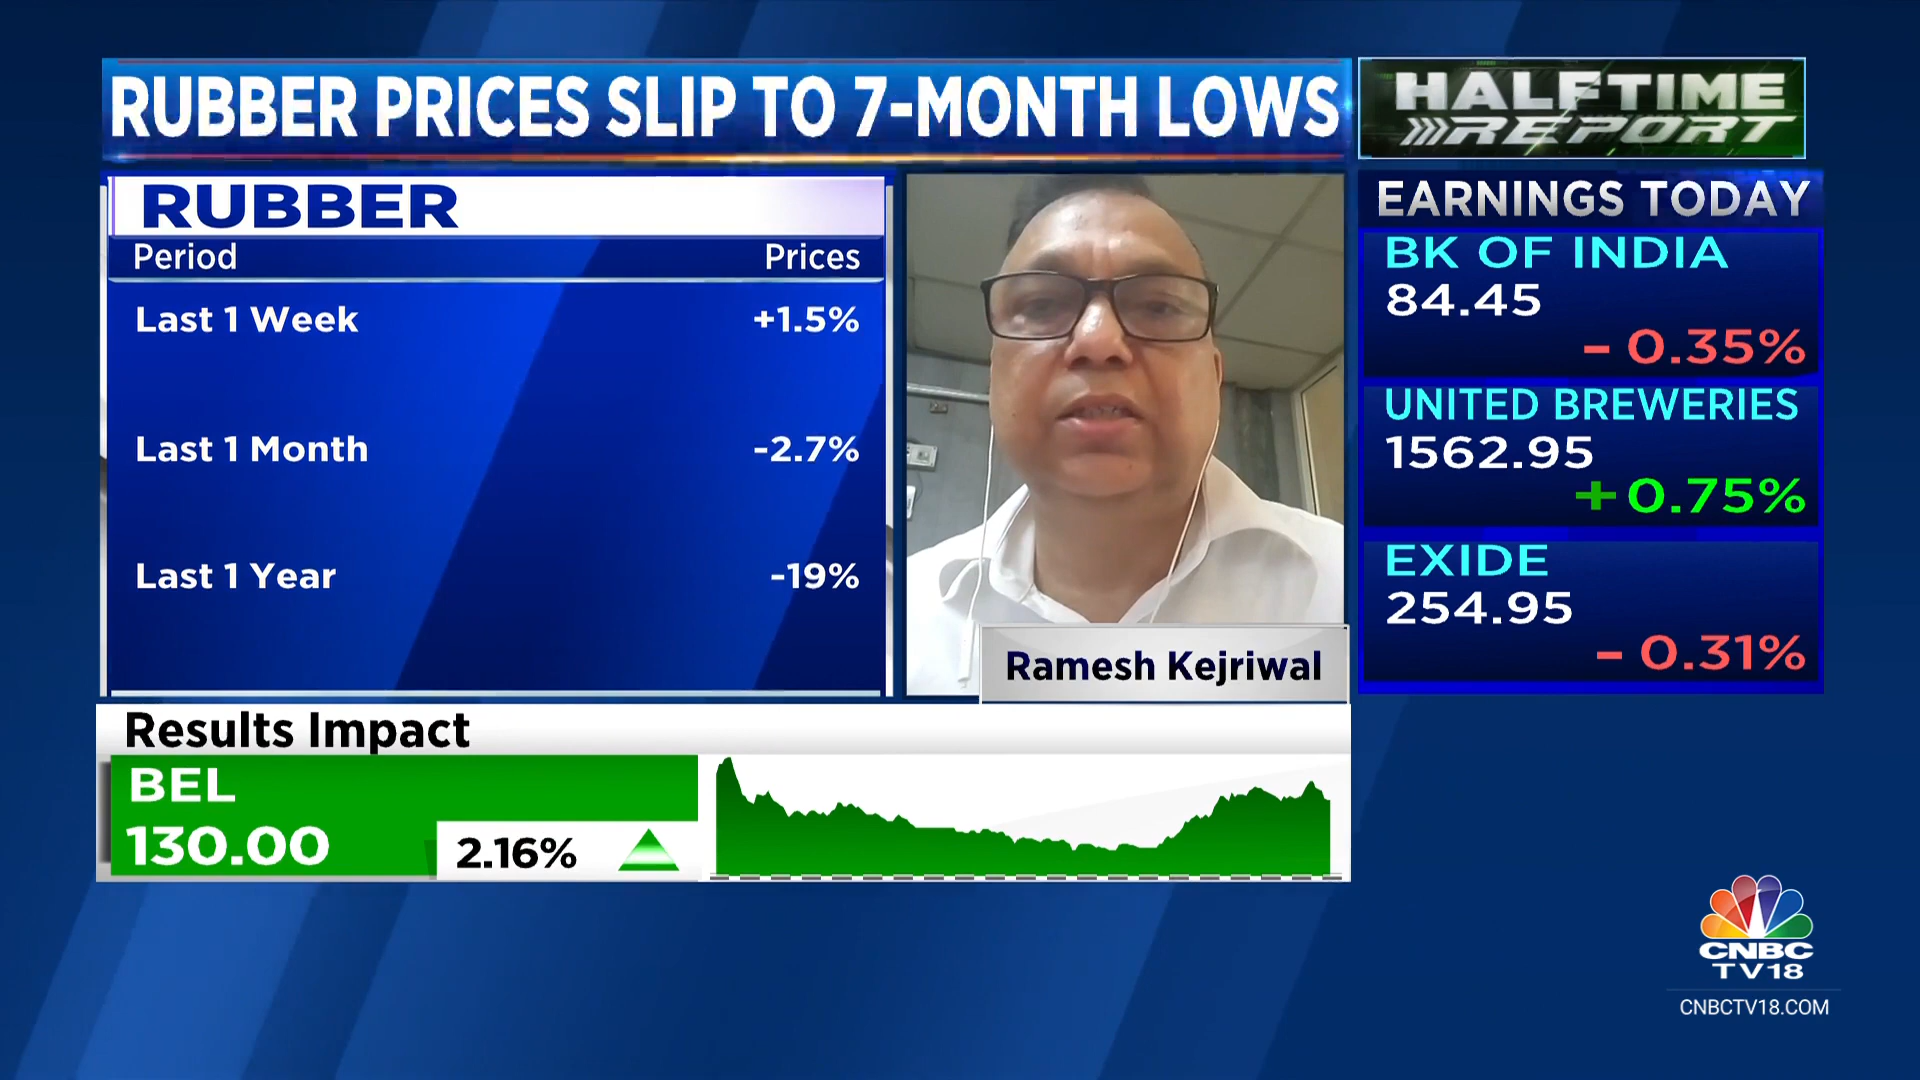 RUBBER PRICES SLIP TO 7-MONTH LOWS
HALFTIME
REPORT
RUBBER
Period Prices
Last 1 Week +1.5%
Last 1 Month -2.7%
Last 1 Year -19%
Ramesh Kejriwal
EARNINGS TODAY
BK OF INDIA
84.45
- 0.35%
UNITED BREWERIES
1562.95
+ 0.75%
EXIDE
254.95
- 0.31%
Results Impact
BEL
130.00
2.16%
CNBC
TV18
CNBCTV18.COM